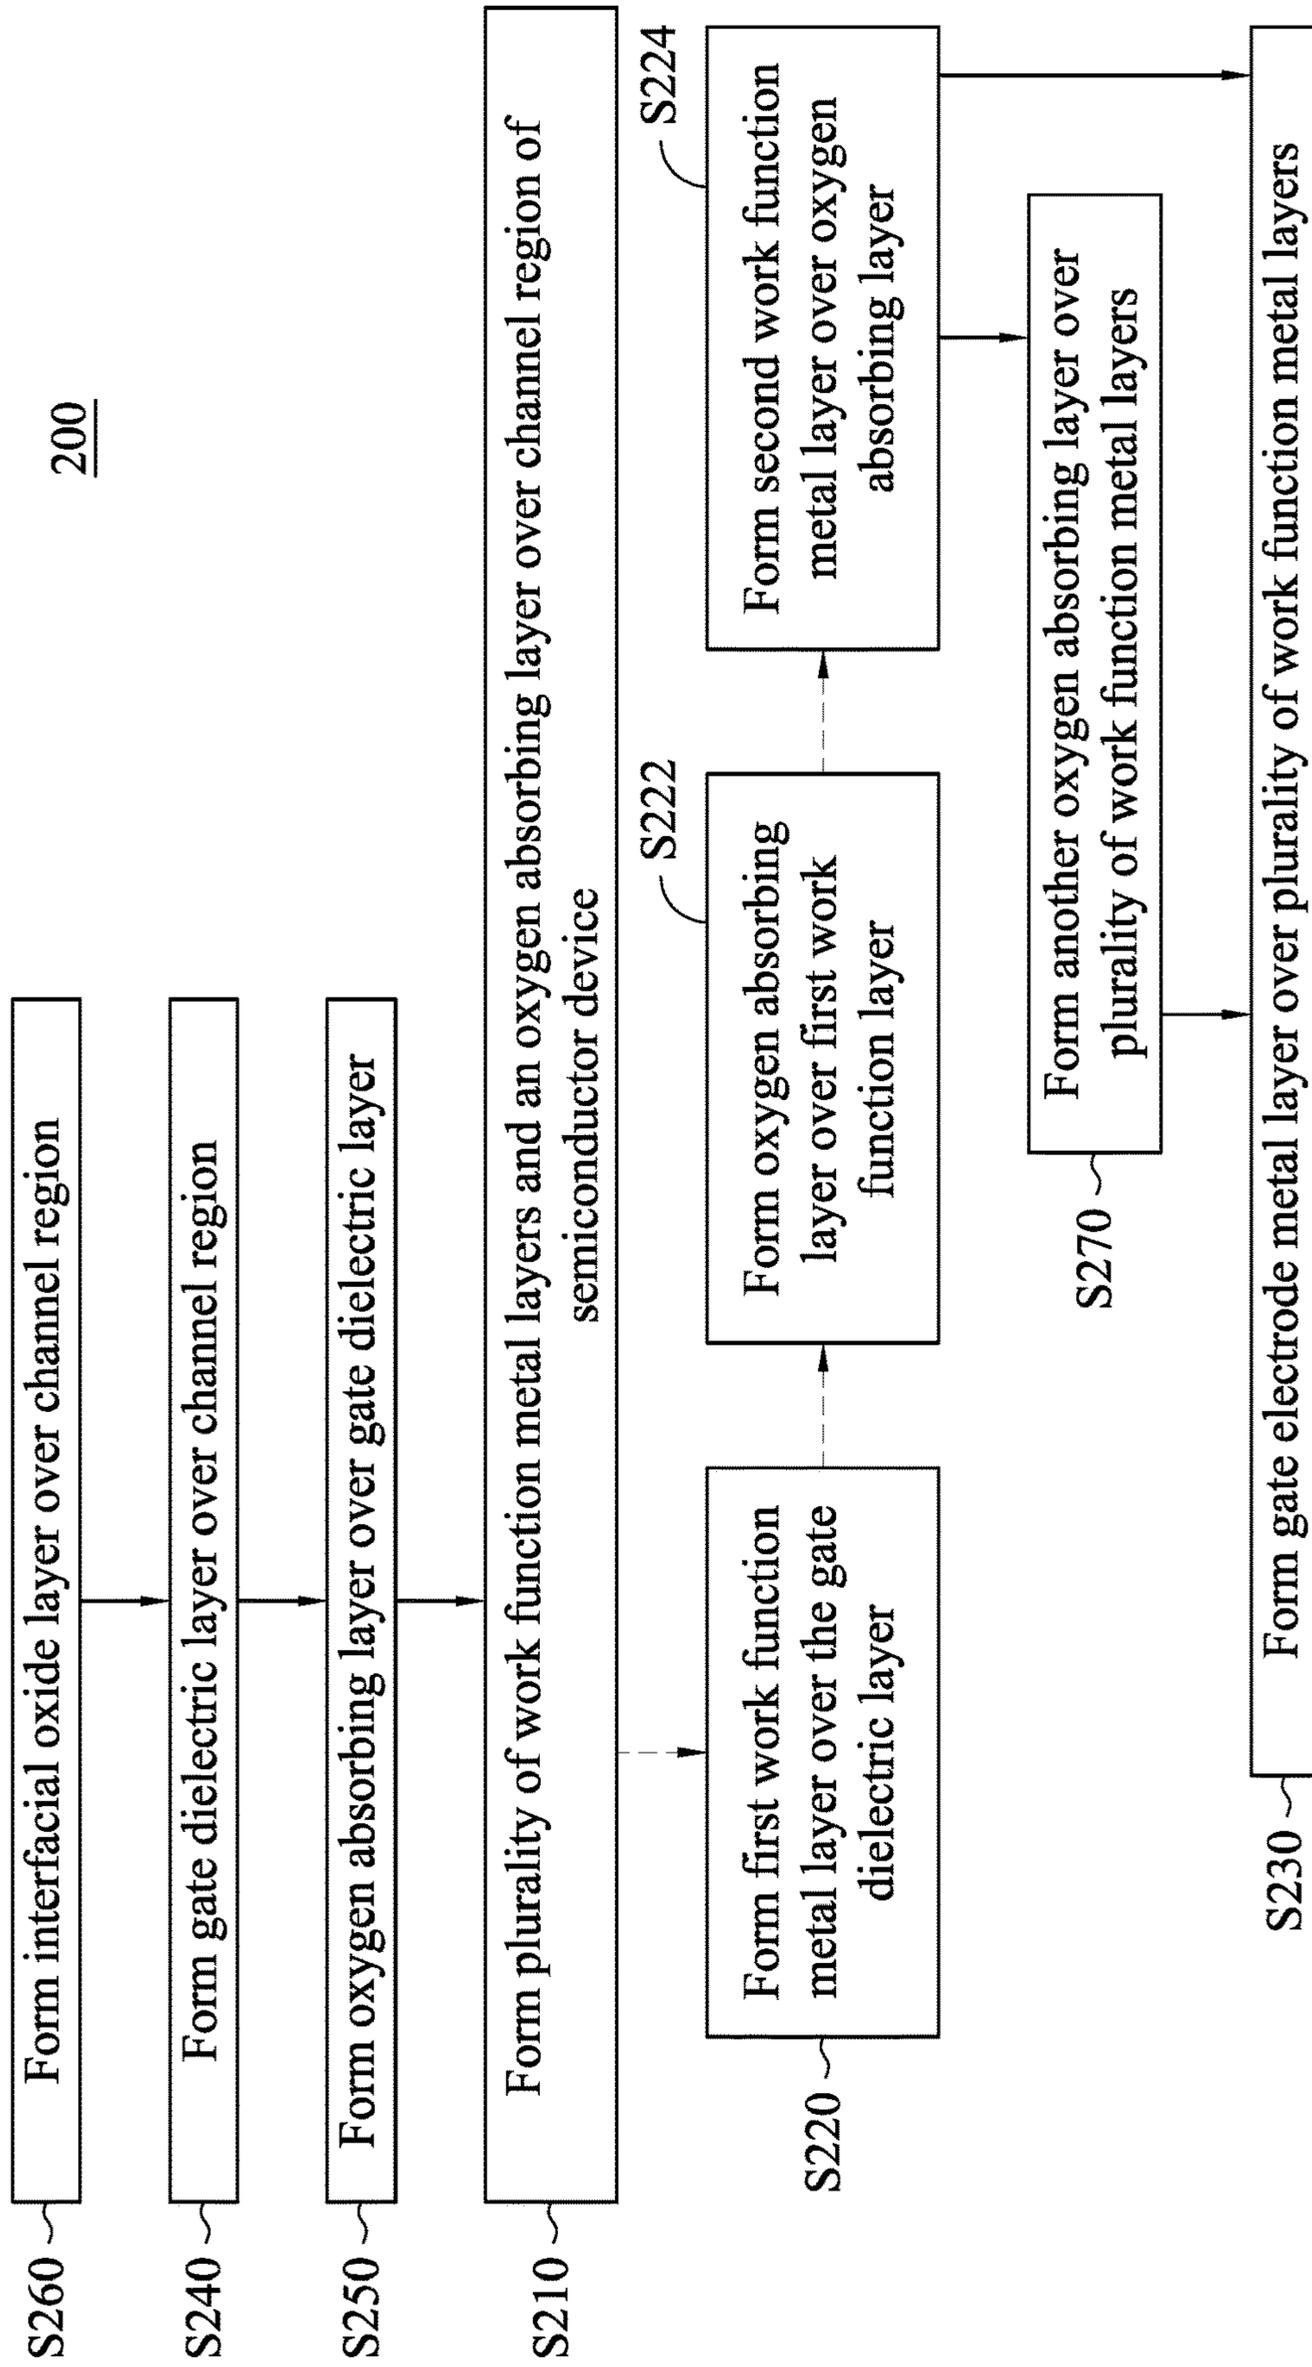 200
S260
Form interfacial oxide layer over channel region
S240
Form gate dielectric layer over channel region
S250
Form oxygen absorbing layer over gate dielectric layer
S210
Form plurality of work function metal layers and an oxygen absorbing layer over channel region of
semiconductor device
S220
Form first work function
metal layer over the gate
dielectric layer
S222
Form oxygen absorbing
layer over first work
function layer
S224
Form second work function
metal layer over oxygen
absorbing layer
S270
Form another oxygen absorbing layer over
plurality of work function metal layers
S230
Form gate electrode metal layer over plurality of work function metal layers